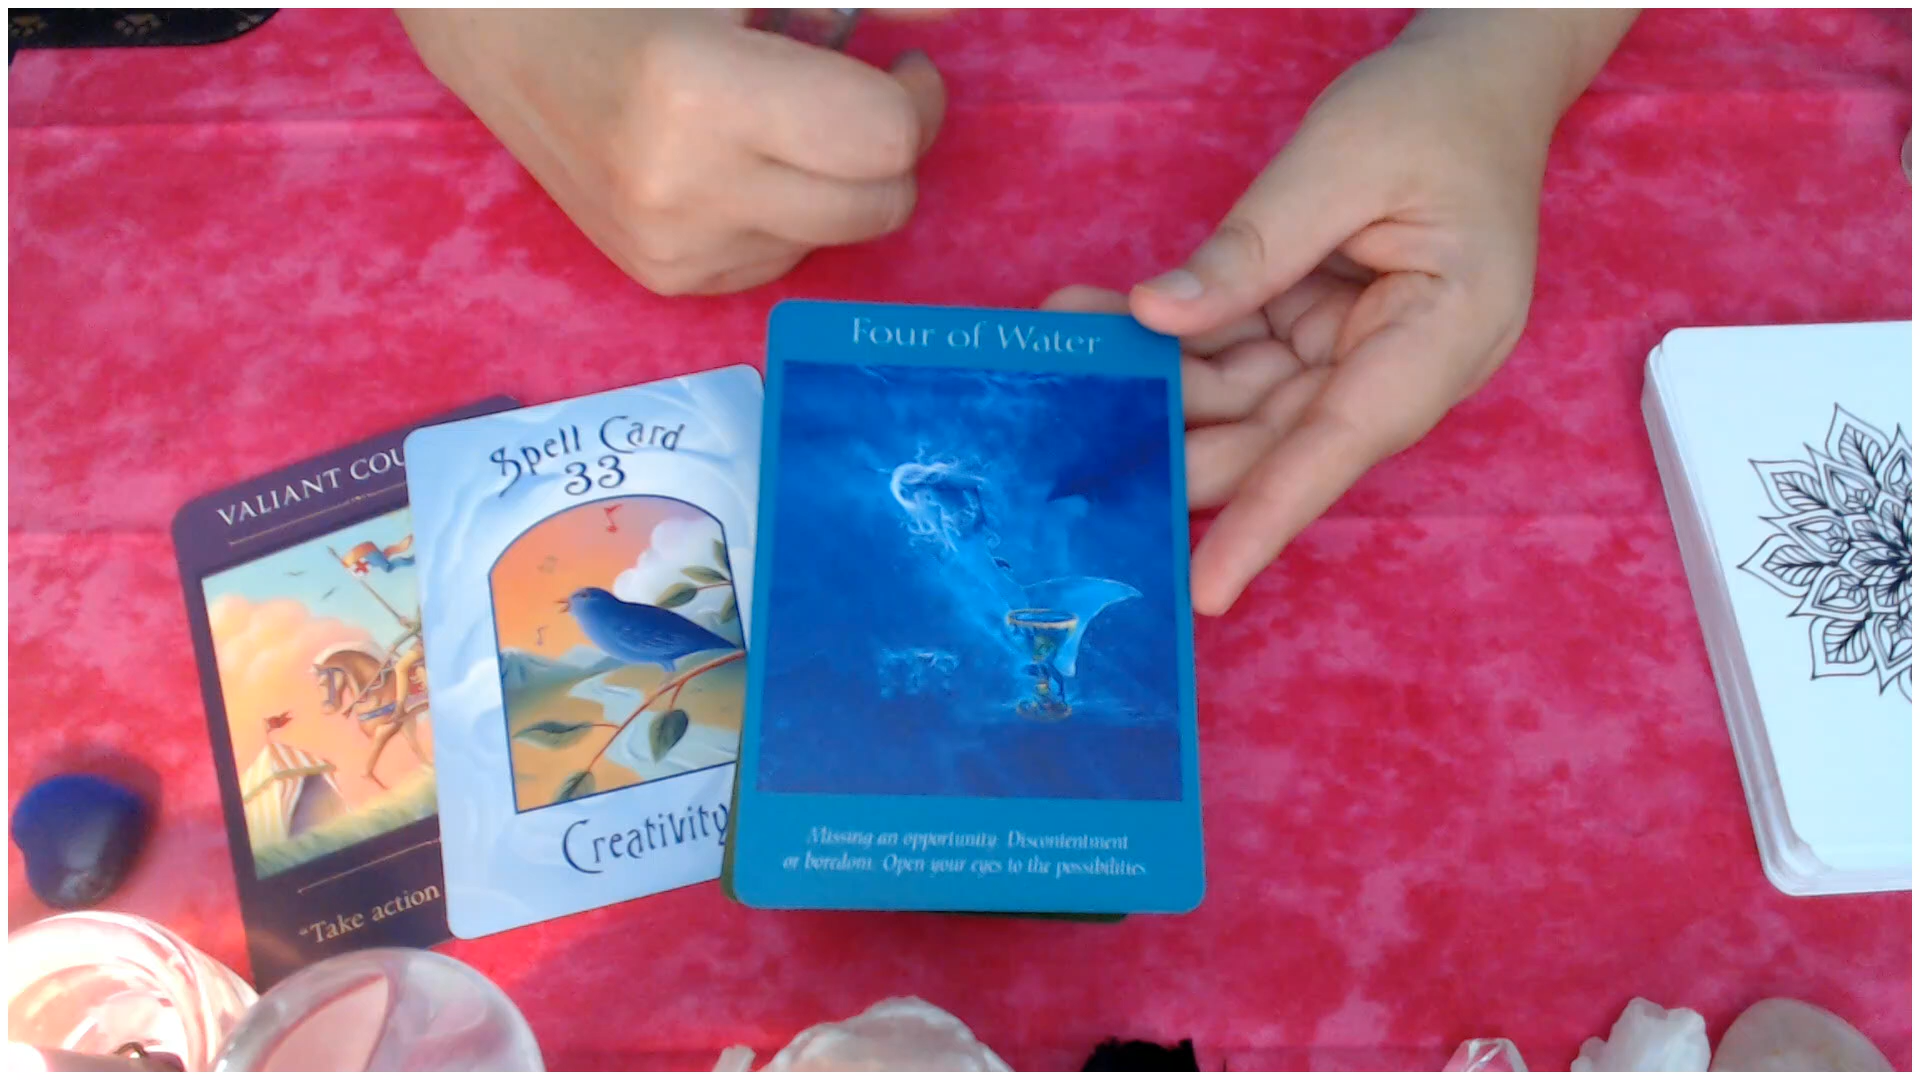 VALIANT COU
"Take action
Spell Card
33
Creativity
Four of Water
Missing an opportunity. Discontentment
or boredom. Open your eyes to the possibilities.